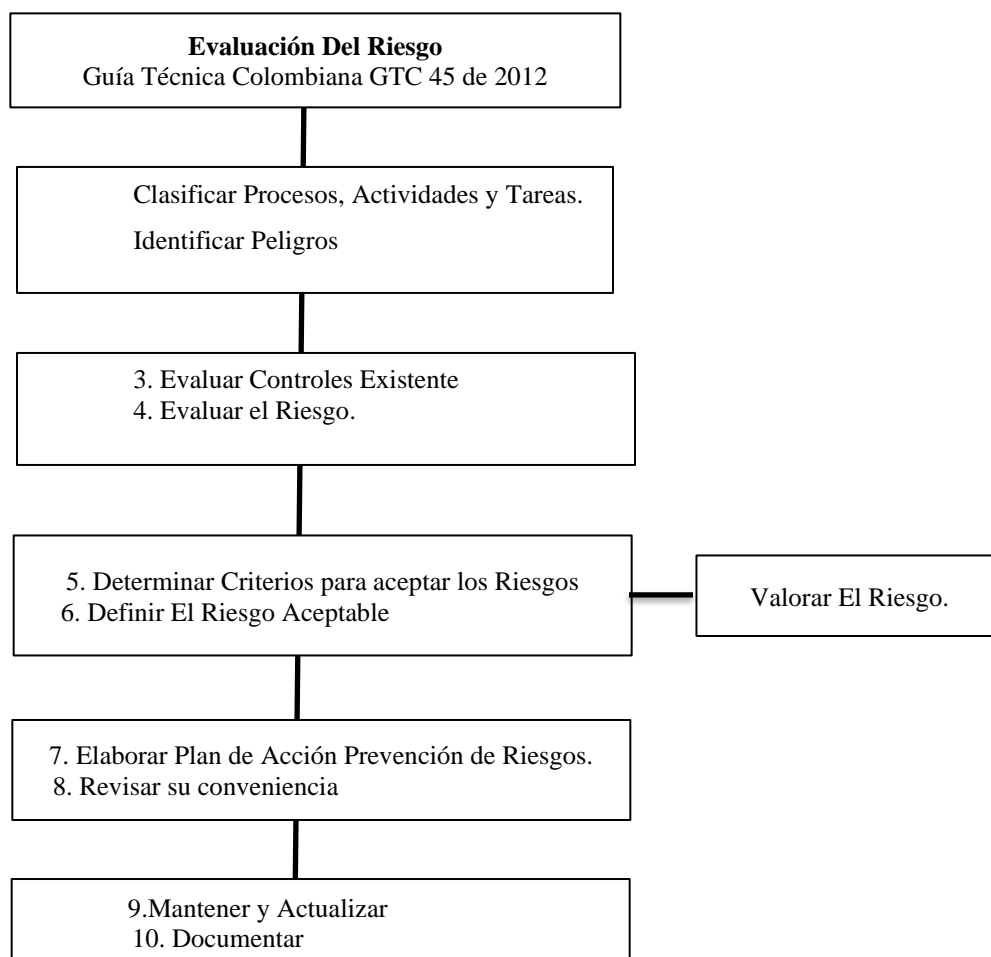 Evaluación Del Riesgo
Guía Técnica Colombiana GTC 45 de 2012
Clasificar Procesos, Actividades y Tareas.
Identificar Peligros
3. Evaluar Controles Existente
4. Evaluar el Riesgo.
5. Determinar Criterios para aceptar los Riesgos
6. Definir El Riesgo Aceptable
Valorar El Riesgo.
7. Elaborar Plan de Acción Prevención de Riesgos.
8. Revisar su conveniencia
9.Mantener y Actualizar
10. Documentar